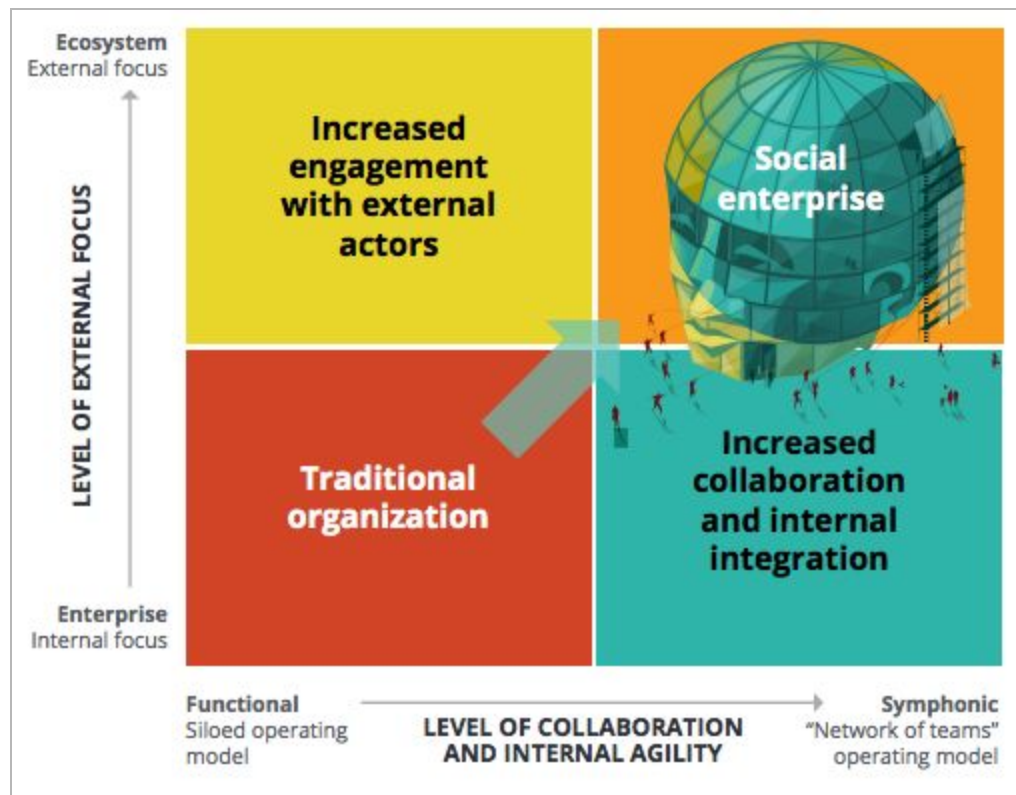 Ecosystem
External focus
LEVEL OF EXTERNAL FOCUS
Enterprise
Internal focus
Increased
engagement
with external
actors
Social
enterprise
Traditional
organization
Increased
collaboration
and internal
integration
Functional
Siloed operating
model
LEVEL OF COLLABORATION
AND INTERNAL AGILITY
Symphonic
“Network of teams”
operating model